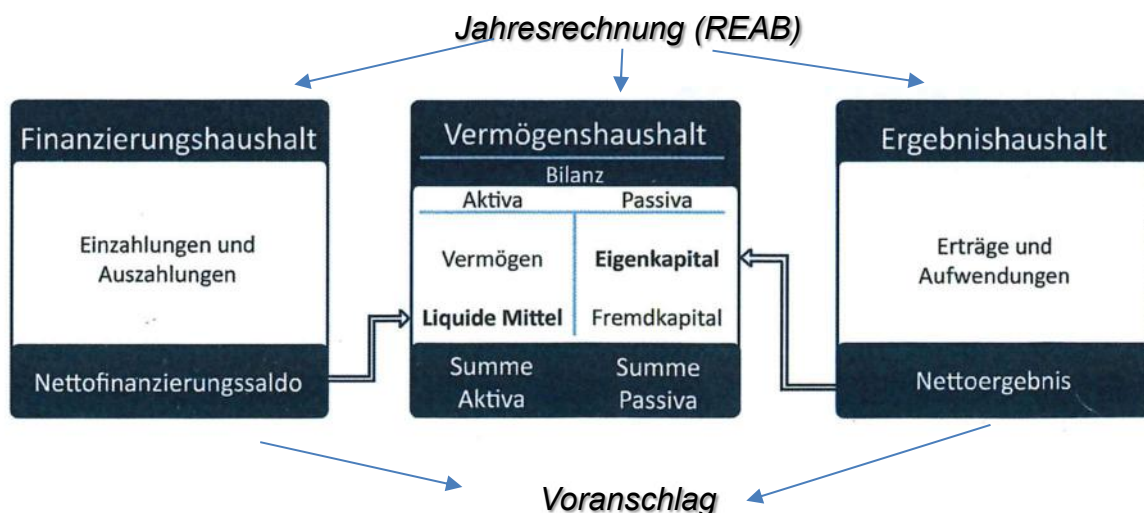 Jahresrechnung (REAB)
Finanzierungshaushalt
Einzahlungen und
Auszahlungen
Nettofinanzierungssaldo
Vermögenshaushalt
Bilanz
Aktiva Passiva
Vermögen Eigenkapital
Liquide Mittel Fremdkapital
Summe Summe
Aktiva Passiva
Ergebnishaushalt
Erträge und
Aufwendungen
Nettoergebnis
Voranschlag